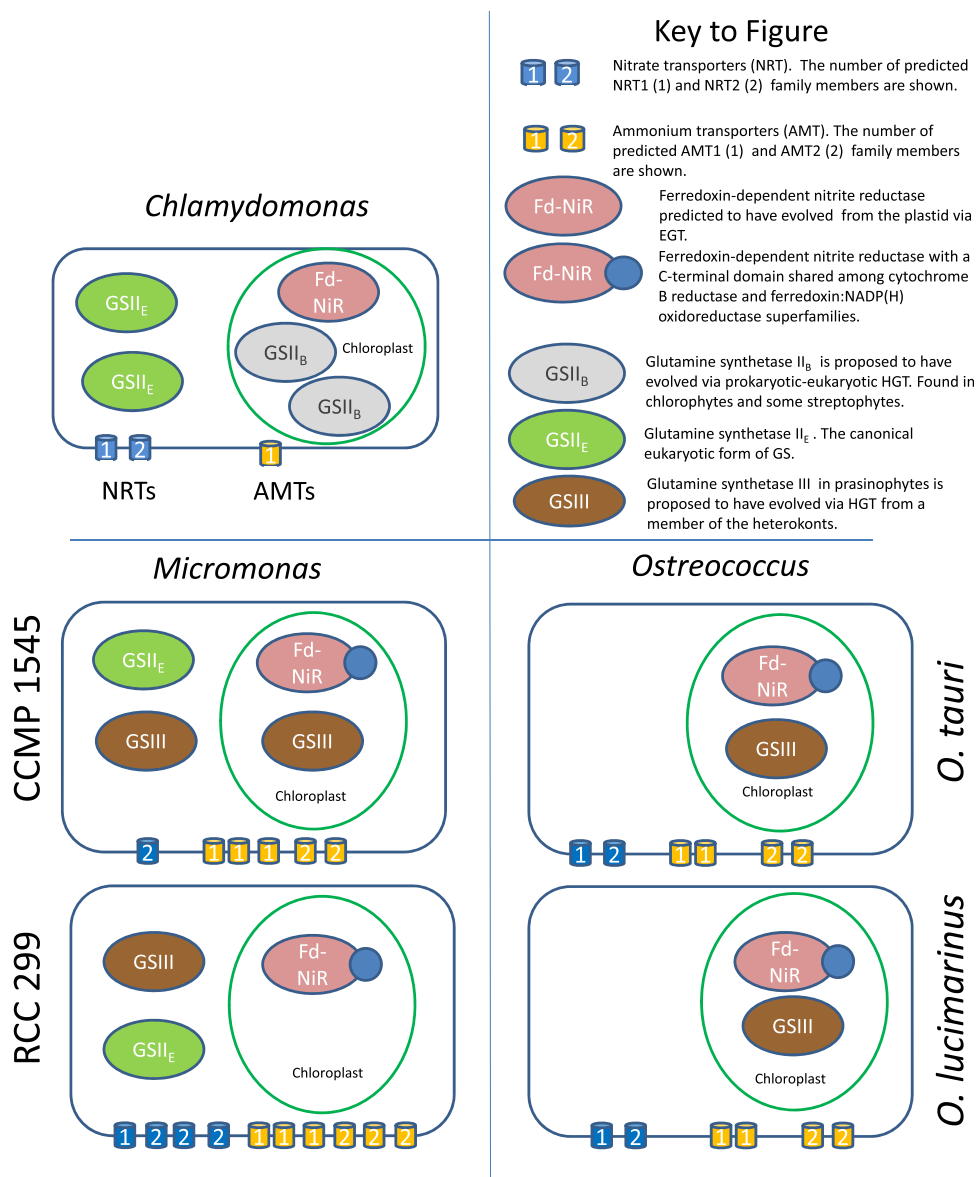 Key to Figure
1 2
Nitrate transporters (NRT). The number of predicted
NRT1 (1) and NRT2 (2) family members are shown.
1 2
Ammonium transporters (AMT). The number of
predicted AMT1 (1) and AMT2 (2) family members
are shown.
Fd-NiR
Ferredoxin-dependent nitrite reductase
predicted to have evolved from the plastid via
EGT.
Fd-NiR
Ferredoxin-dependent nitrite reductase with a
C-terminal domain shared among cytochrome
B reductase and ferredoxin:NADP(H)
oxidoreductase superfamilies.
GSIIB
Glutamine synthetase IIB is proposed to have
evolved via prokaryotic-eukaryotic HGT. Found in
chlorophytes and some streptophytes.
GSIIE
Glutamine synthetase IIE . The canonical
eukaryotic form of GS.
GSIII
Glutamine synthetase III in prasinophytes is
proposed to have evolved via HGT from a
member of the heterokonts.
Chlamydomonas
GSIIE
GSIIE
Fd-
NiR
Chloroplast
GSIIB
GSIIB
1 2
1
NRTs
AMTs
Micromonas
CCMP 1545
GSIIE
GSIII
Fd-
NiR
GSIII
Chloroplast
2
1 1 1 2 2
RCC 299
GSIII
GSIIE
Fd-
NiR
Chloroplast
1 2 2 2
1 1 1 2 2 2
Ostreococcus
O. tauri
Fd-
NiR
GSIII
Chloroplast
1 2
1 1 2 2
O. lucimarinus
Fd-
NiR
GSIII
Chloroplast
1 2
1 1 2 2